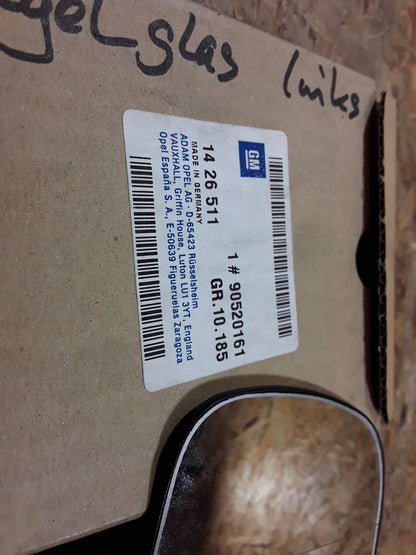 gelglas links
GM
14 26 511
1 # 90520161
GR.10.185
MADE IN GERMANY
ADAM OPEL AG · D-65423 Rüsselsheim
VAUXHALL, Griffin House, Luton LU1 3YT, England
Opel España S. A., E-50639 Figueruelas Zaragoza